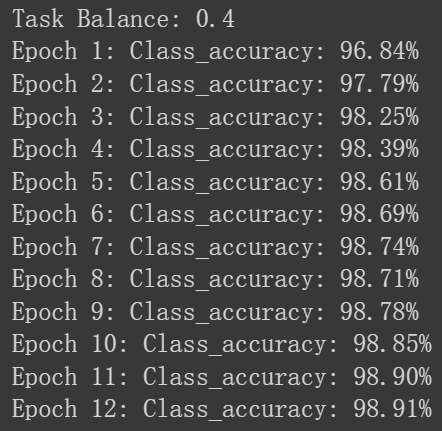 Task Balance: 0.4
Epoch 1: Class_accuracy: 96.84%
Epoch 2: Class_accuracy: 97.79%
Epoch 3: Class_accuracy: 98.25%
Epoch 4: Class_accuracy: 98.39%
Epoch 5: Class_accuracy: 98.61%
Epoch 6: Class_accuracy: 98.69%
Epoch 7: Class_accuracy: 98.74%
Epoch 8: Class_accuracy: 98.71%
Epoch 9: Class_accuracy: 98.78%
Epoch 10: Class_accuracy: 98.85%
Epoch 11: Class_accuracy: 98.90%
Epoch 12: Class_accuracy: 98.91%